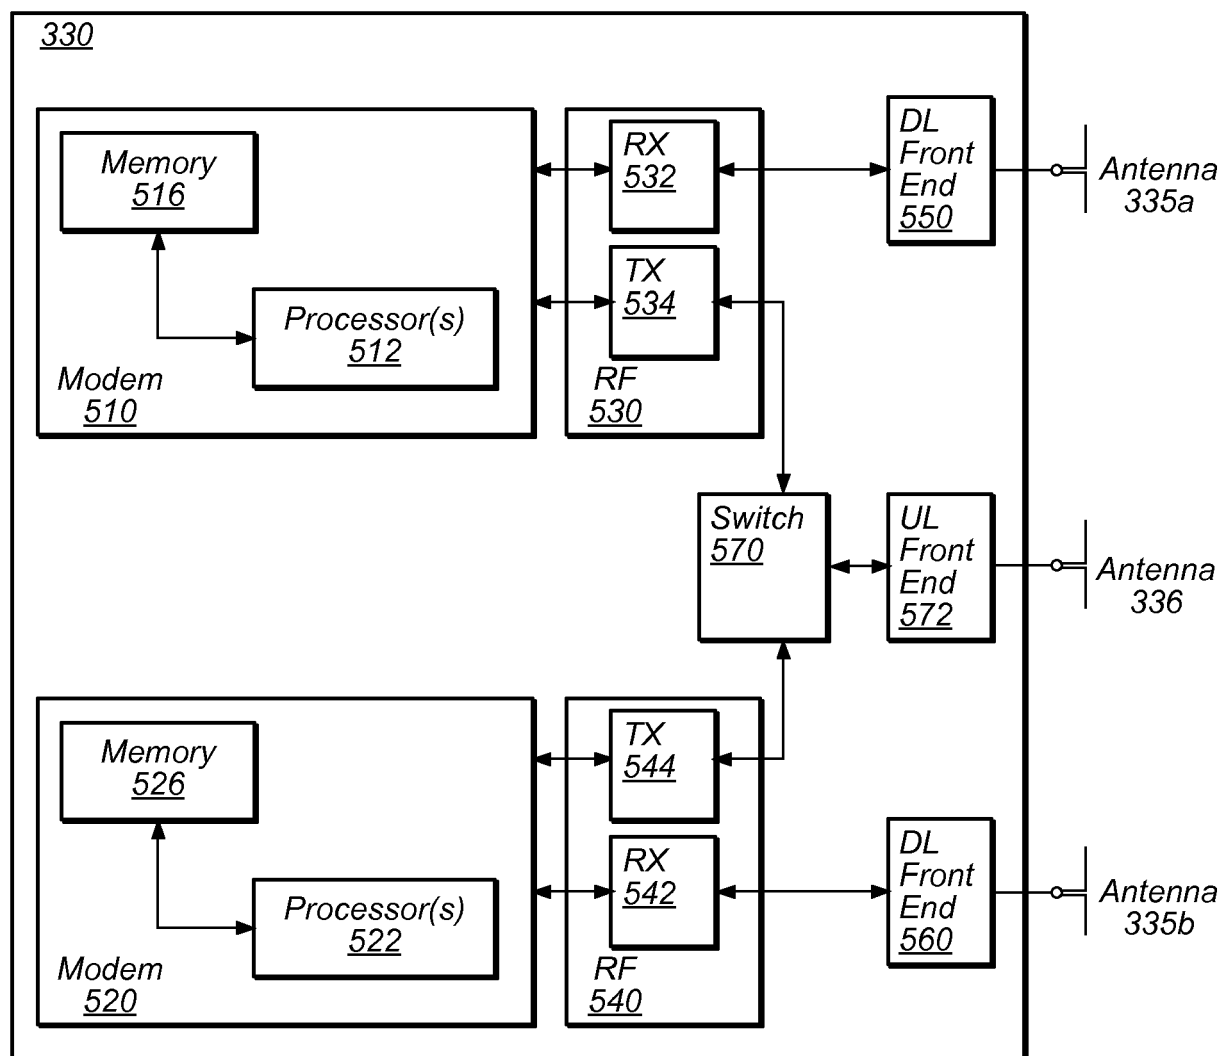 330
Memory
516
Processor(s)
512
Modem
510
RX
532
TX
534
RF
530
DL
Front
End
550
Antenna
335a
Switch
570
UL
Front
End
572
Antenna
336
Memory
526
Processor(s)
522
Modem
520
TX
544
RX
542
RF
540
DL
Front
End
560
Antenna
335b